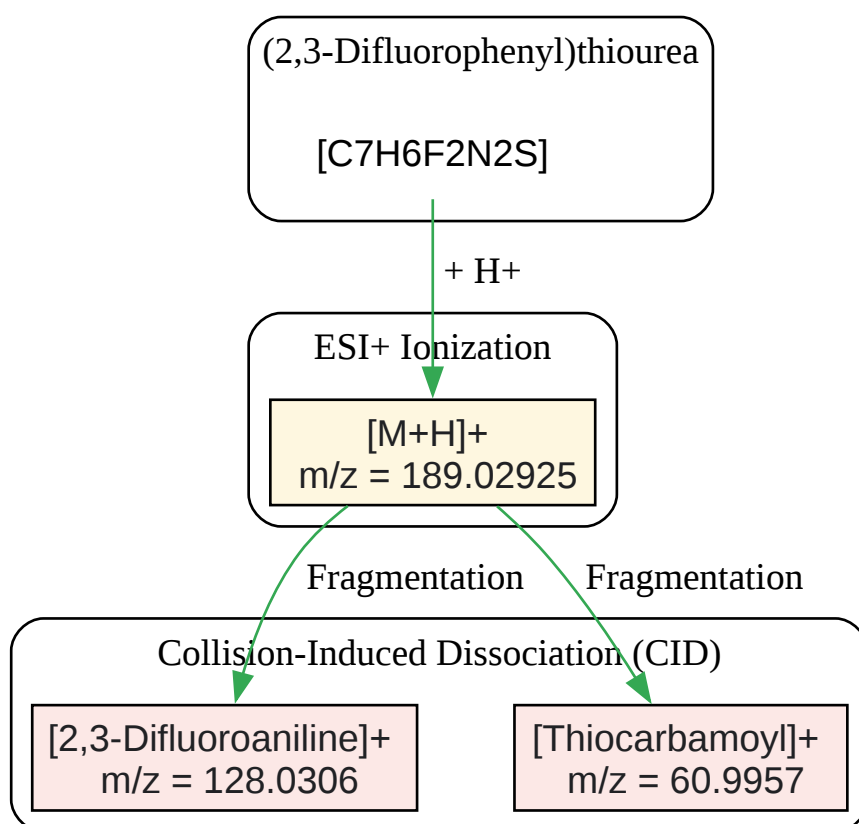 (2,3-Difluorophenyl)thiourea
[C7H6F2N2S]
+ H+
ESI+ Ionization
[M+H]+
m/z = 189.02925
Fragmentation
Fragmentation
Collision-Induced Dissociation (CID)
[2,3-Difluoroaniline]+
m/z = 128.0306
[Thiocarbamoyl]+
m/z = 60.9957